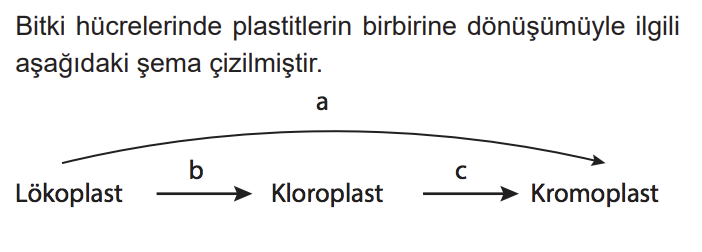 Bitki hücrelerinde plastitlerin birbirine dönüşümüyle ilgili
aşağıdaki şema çizilmiştir.
a
b
c
Lökoplast
Kloroplast
Kromoplast